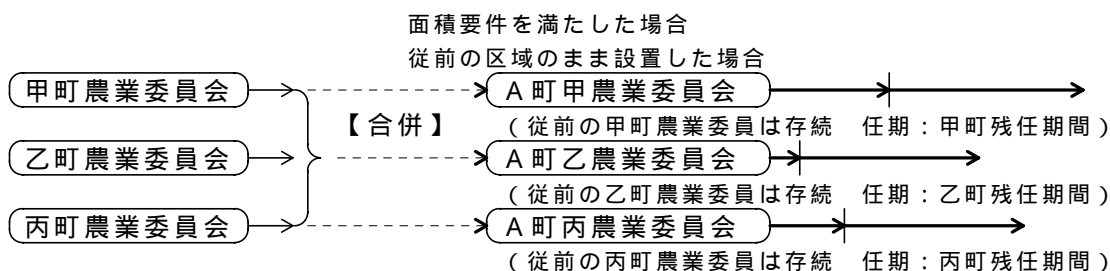 面積要件を満たした場合
従前の区域のまま設置した場合
甲町農業委員会
A町甲農業委員会
【合併】
(従前の甲町農業委員は存続 任期:甲町残任期間)
乙町農業委員会
A町乙農業委員会
(従前の乙町農業委員は存続 任期:乙町残任期間)
丙町農業委員会
A町丙農業委員会
(従前の丙町農業委員は存続 任期:丙町残任期間)